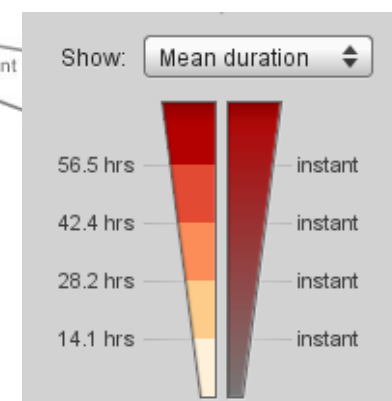 Show: Mean duration
nt
56.5 hrs instant
42.4 hrs instant
28.2 hrs instant
14.1 hrs instant